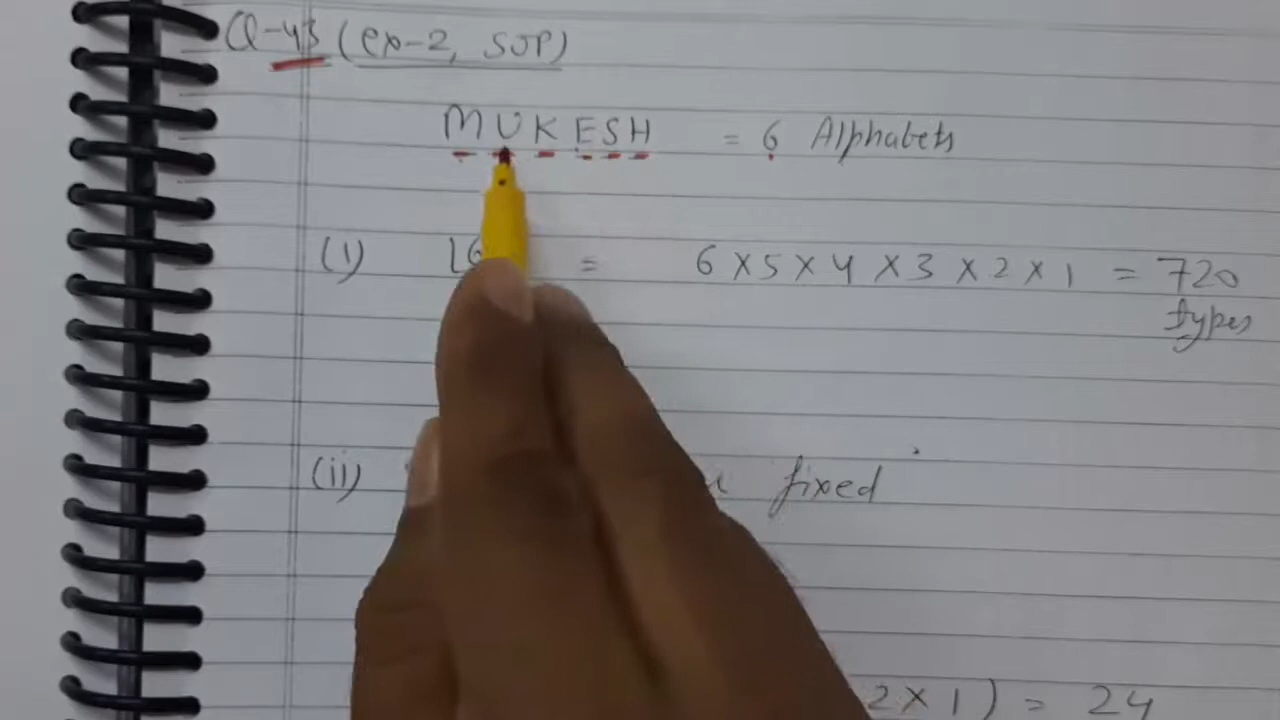 Q-43 (ex-2, SOP)
MUKESH = 6 Alphabets
(i) 6 = 6 X 5 X 4 X 3 X 2 X 1 = 720
types
(ii) fixed
2 X 1) = 24